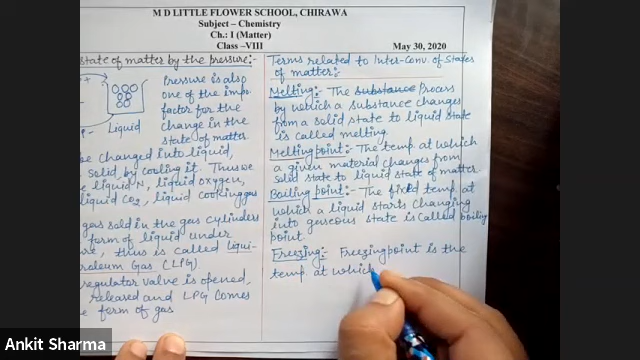 M D LITTLE FLOWER SCHOOL, CHIRAWA
Subject – Chemistry
Ch.: I (Matter)
Class –VIII
May 30, 2020
state of matter by the pressure:-
Pressure is also
one of the impo
factor for the
change in the
state of matter
Liquid
be changed into liquid,
solid by cooling it. Thus we
liquid N, liquid oxygen,
liquid CO2, liquid cooking gas
gas sold in the gas cylinders
form of liquid under
thus is called liqui-
roleum Gas (LPG)
regulator valve is opened,
released and LPG comes
form of gas
Terms related to Inter-Conv. of States
of matter:-
Melting:- The substance Process
by which a substance changes
from a solid state to liquid state
is called melting.
Melting point:- The temp at which
a given material changes from
solid state to liquid state of matter.
Boiling point:- The fixed temp at
which a liquid starts changing
into gaseous state is called boiling
point.
Freezing:- Freezing point is the
temp at which
Ankit Sharma